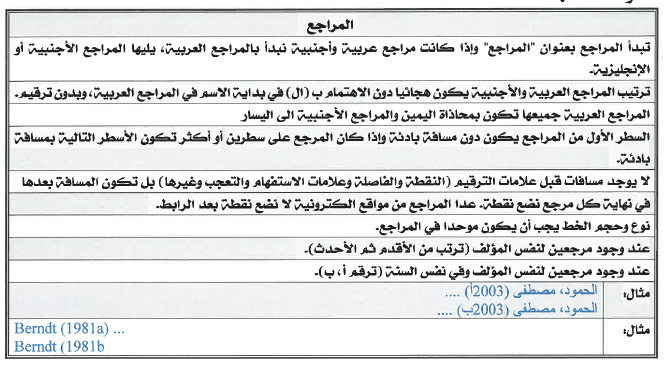 المراجع
تبدأ المراجع بعنوان "المراجع" وإذا كانت مراجع عربية وأجنبية نبدأ بالمراجع العربية، يليها المراجع الأجنبية أو
الإنجليزية.
ترتيب المراجع العربية والأجنبية يكون هجائيا دون الاهتمام ب (ال) في بداية الاسم في المراجع العربية، وبدون ترقيم.
المراجع العربية جميعها تكون بمحاذاة اليمين والمراجع الأجنبية الى اليسار
السطر الأول من المراجع يكون دون مسافة بادئة وإذا كان المرجع على سطرين أو أكثر تكون الأسطر التالية بمسافة
بادئة.
لا يوجد مسافات قبل علامات الترقيم (النقطة والفاصلة وعلامات الاستفهام والتعجب وغيرها) بل تكون المسافة بعدها
في نهاية كل مرجع نضع نقطة. عدا المراجع من مواقع الكترونية لا نضع نقطة بعد الرابط.
نوع وحجم الخط يجب أن يكون موحدا في المراجع.
عند وجود مرجعين لنفس المؤلف (ترتب من الأقدم ثم الأحدث).
عند وجود مرجعين لنفس المؤلف وفي نفس السنة (ترقم أ، ب).
مثال: الحمود، مصطفى (2003أ) ....
الحمود، مصطفى (2003ب) ....
مثال: Berndt (1981a) ...
Berndt (1981b